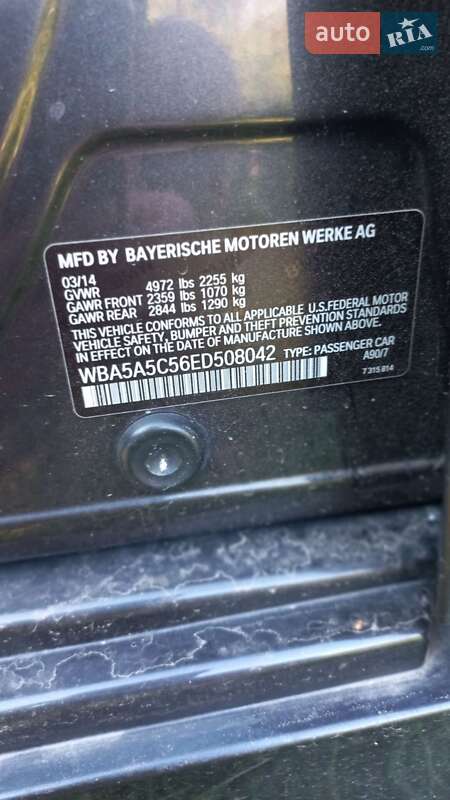 auto RIA
.com
MFD BY BAYERISCHE MOTOREN WERKE AG
03/14
GVWR 4972 lbs 2255 kg
GAWR FRONT 2359 lbs 1070 kg
GAWR REAR 2844 lbs 1290 kg
THIS VEHICLE CONFORMS TO ALL APPLICABLE U.S.FEDERAL MOTOR
VEHICLE SAFETY, BUMPER AND THEFT PREVENTION STANDARDS
IN EFFECT ON THE DATE OF MANUFACTURE SHOWN ABOVE.
WBA5A5C56ED508042 TYPE: PASSENGER CAR
A90/7
7 315 814